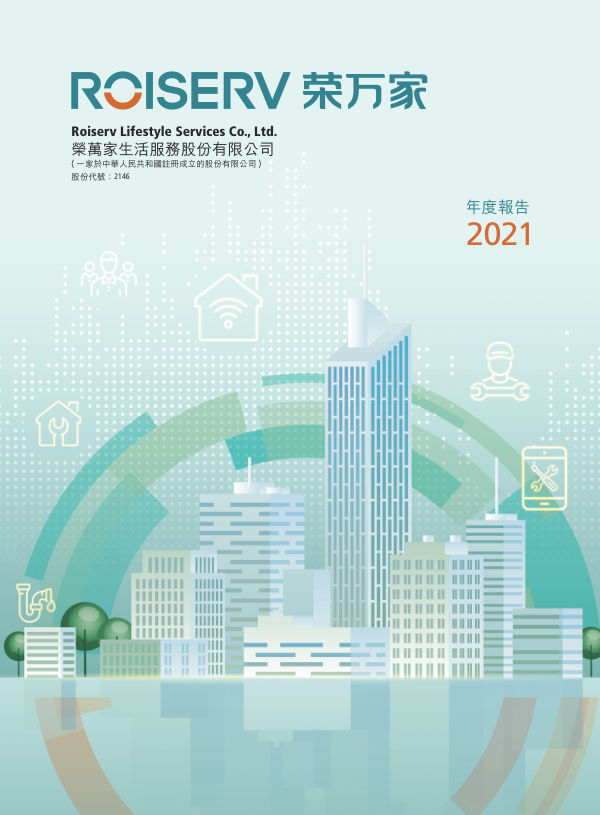 ROISERV 荣万家
Roiserv Lifestyle Services Co., Ltd.
榮萬家生活服務股份有限公司
(一家於中華人民共和國註冊成立的股份有限公司)
股份代號：2146
年度報告
2021